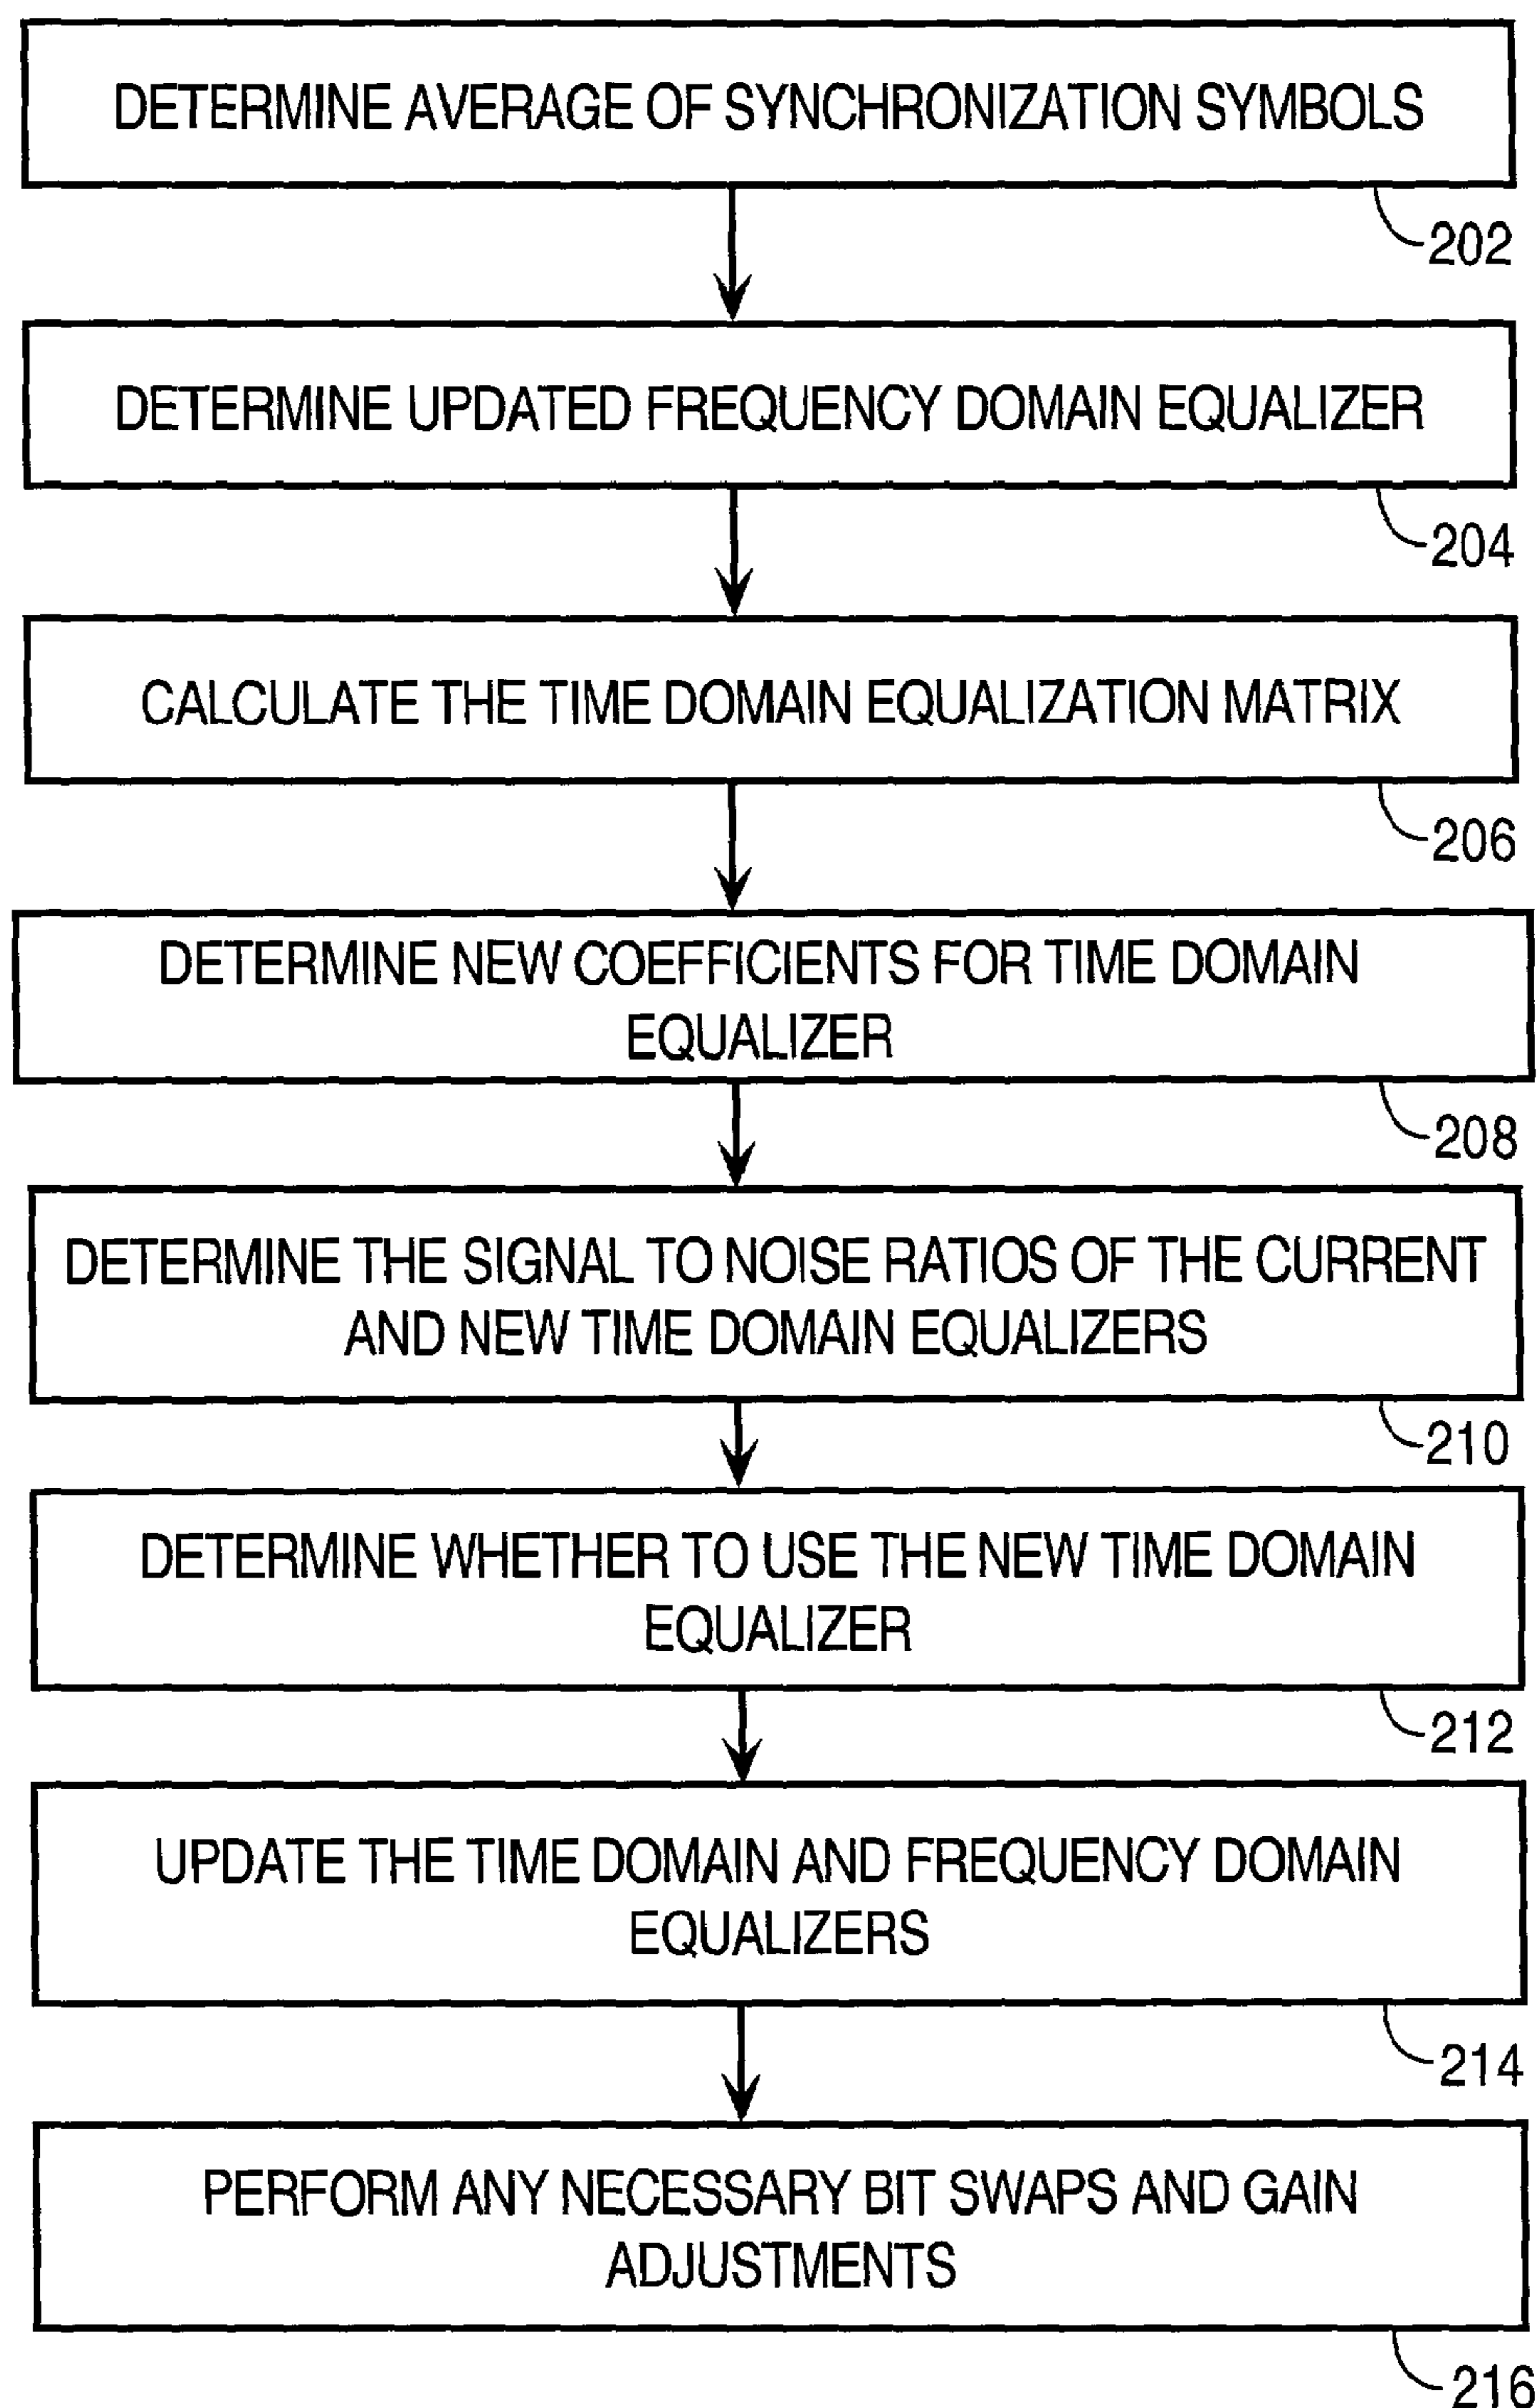 DETERMINE AVERAGE OF SYNCHRONIZATION SYMBOLS
202
DETERMINE UPDATED FREQUENCY DOMAIN EQUALIZER
204
CALCULATE THE TIME DOMAIN EQUALIZATION MATRIX
206
DETERMINE NEW COEFFICIENTS FOR TIME DOMAIN
EQUALIZER
208
DETERMINE THE SIGNAL TO NOISE RATIOS OF THE CURRENT
AND NEW TIME DOMAIN EQUALIZERS
210
DETERMINE WHETHER TO USE THE NEW TIME DOMAIN
EQUALIZER
212
UPDATE THE TIME DOMAIN AND FREQUENCY DOMAIN
EQUALIZERS
214
PERFORM ANY NECESSARY BIT SWAPS AND GAIN
ADJUSTMENTS
216